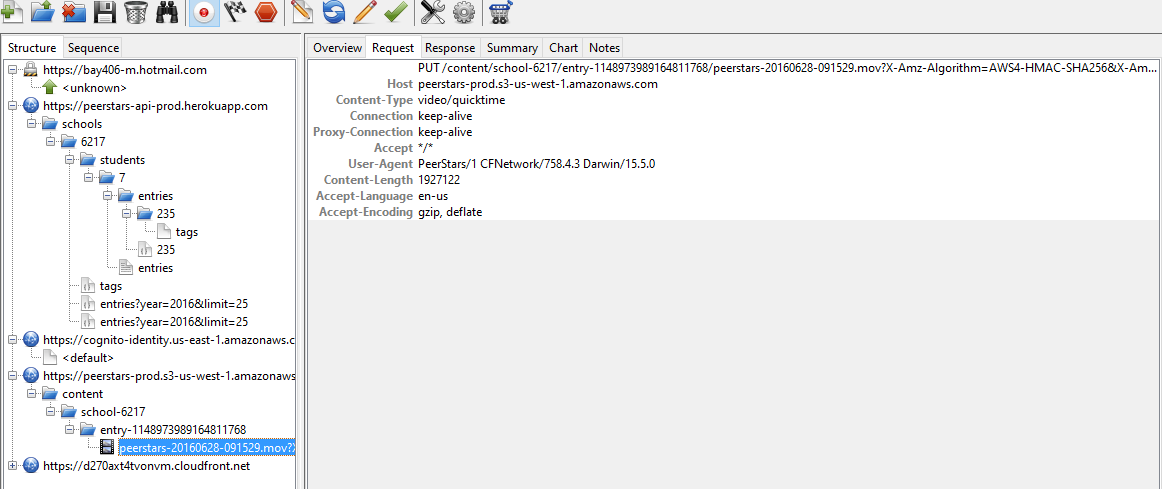 Structure Sequence
https://bay406-m.hotmail.com
<unknown>
https://peerstars-api-prod.herokuapp.com
schools
6217
students
7
entries
235
tags
235
entries
tags
entries?year=2016&limit=25
entries?year=2016&limit=25
https://cognito-identity.us-east-1.amazonaws.c
<default>
https://peerstars-prod.s3-us-west-1.amazonaws
content
school-6217
entry-1148973989164811768
peerstars-20160628-091529.mov?X
https://d270axt4tvonvm.cloudfront.net
Overview Request Response Summary Chart Notes
PUT /content/school-6217/entry-1148973989164811768/peerstars-20160628-091529.mov?X-Amz-Algorithm=AWS4-HMAC-SHA256&X-Am...
Host peerstars-prod.s3-us-west-1.amazonaws.com
Content-Type video/quicktime
Connection keep-alive
Proxy-Connection keep-alive
Accept */*
User-Agent PeerStars/1 CFNetwork/758.4.3 Darwin/15.5.0
Content-Length 1927122
Accept-Language en-us
Accept-Encoding gzip, deflate